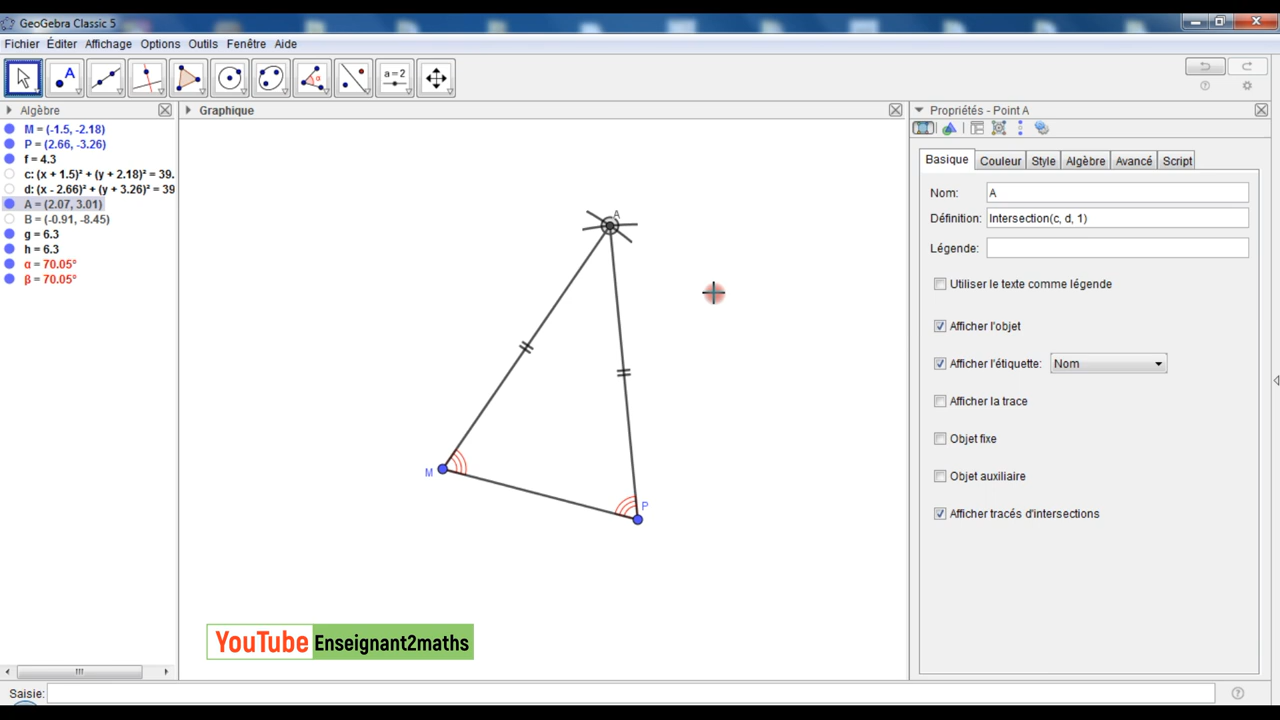 GeoGebra Classic 5
Fichier Éditer Affichage Options Outils Fenêtre Aide
A
α
a=2
Algèbre
Graphique
Propriétés - Point A
M = (-1.5, -2.18)
P = (2.66, -3.26)
f = 4.3
c: (x + 1.5)² + (y + 2.18)² = 39.
d: (x - 2.66)² + (y + 3.26)² = 39
A = (2.07, 3.01)
B = (-0.91, -8.45)
g = 6.3
h = 6.3
α = 70.05°
β = 70.05°
A
M
P
Basique Couleur Style Algèbre Avancé Script
Nom: A
Définition: Intersection(c, d, 1)
Légende:
Utiliser le texte comme légende
Afficher l'objet
Afficher l'étiquette: Nom
Afficher la trace
Objet fixe
Objet auxiliaire
Afficher tracés d'intersections
YouTube Enseignant2maths
Saisie: